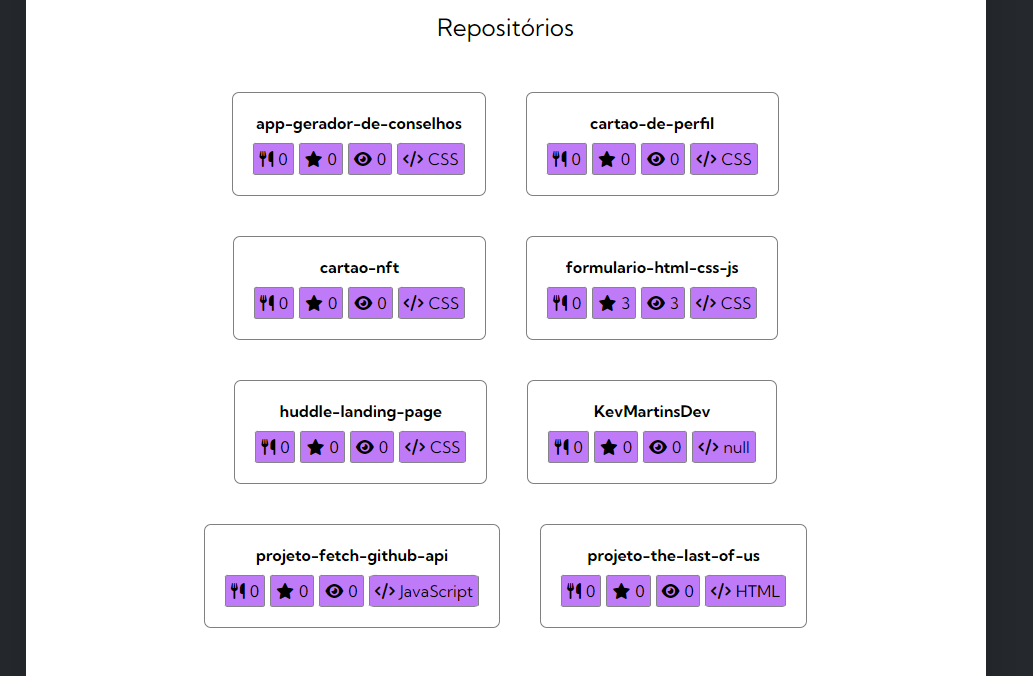 Repositórios
app-gerador-de-conselhos
0 0 0 </> CSS
cartao-de-perfil
0 0 0 </> CSS
cartao-nft
0 0 0 </> CSS
formulario-html-css-js
0 3 3 </> CSS
huddle-landing-page
0 0 0 </> CSS
KevMartinsDev
0 0 0 </> null
projeto-fetch-github-api
0 0 0 </> JavaScript
projeto-the-last-of-us
0 0 0 </> HTML